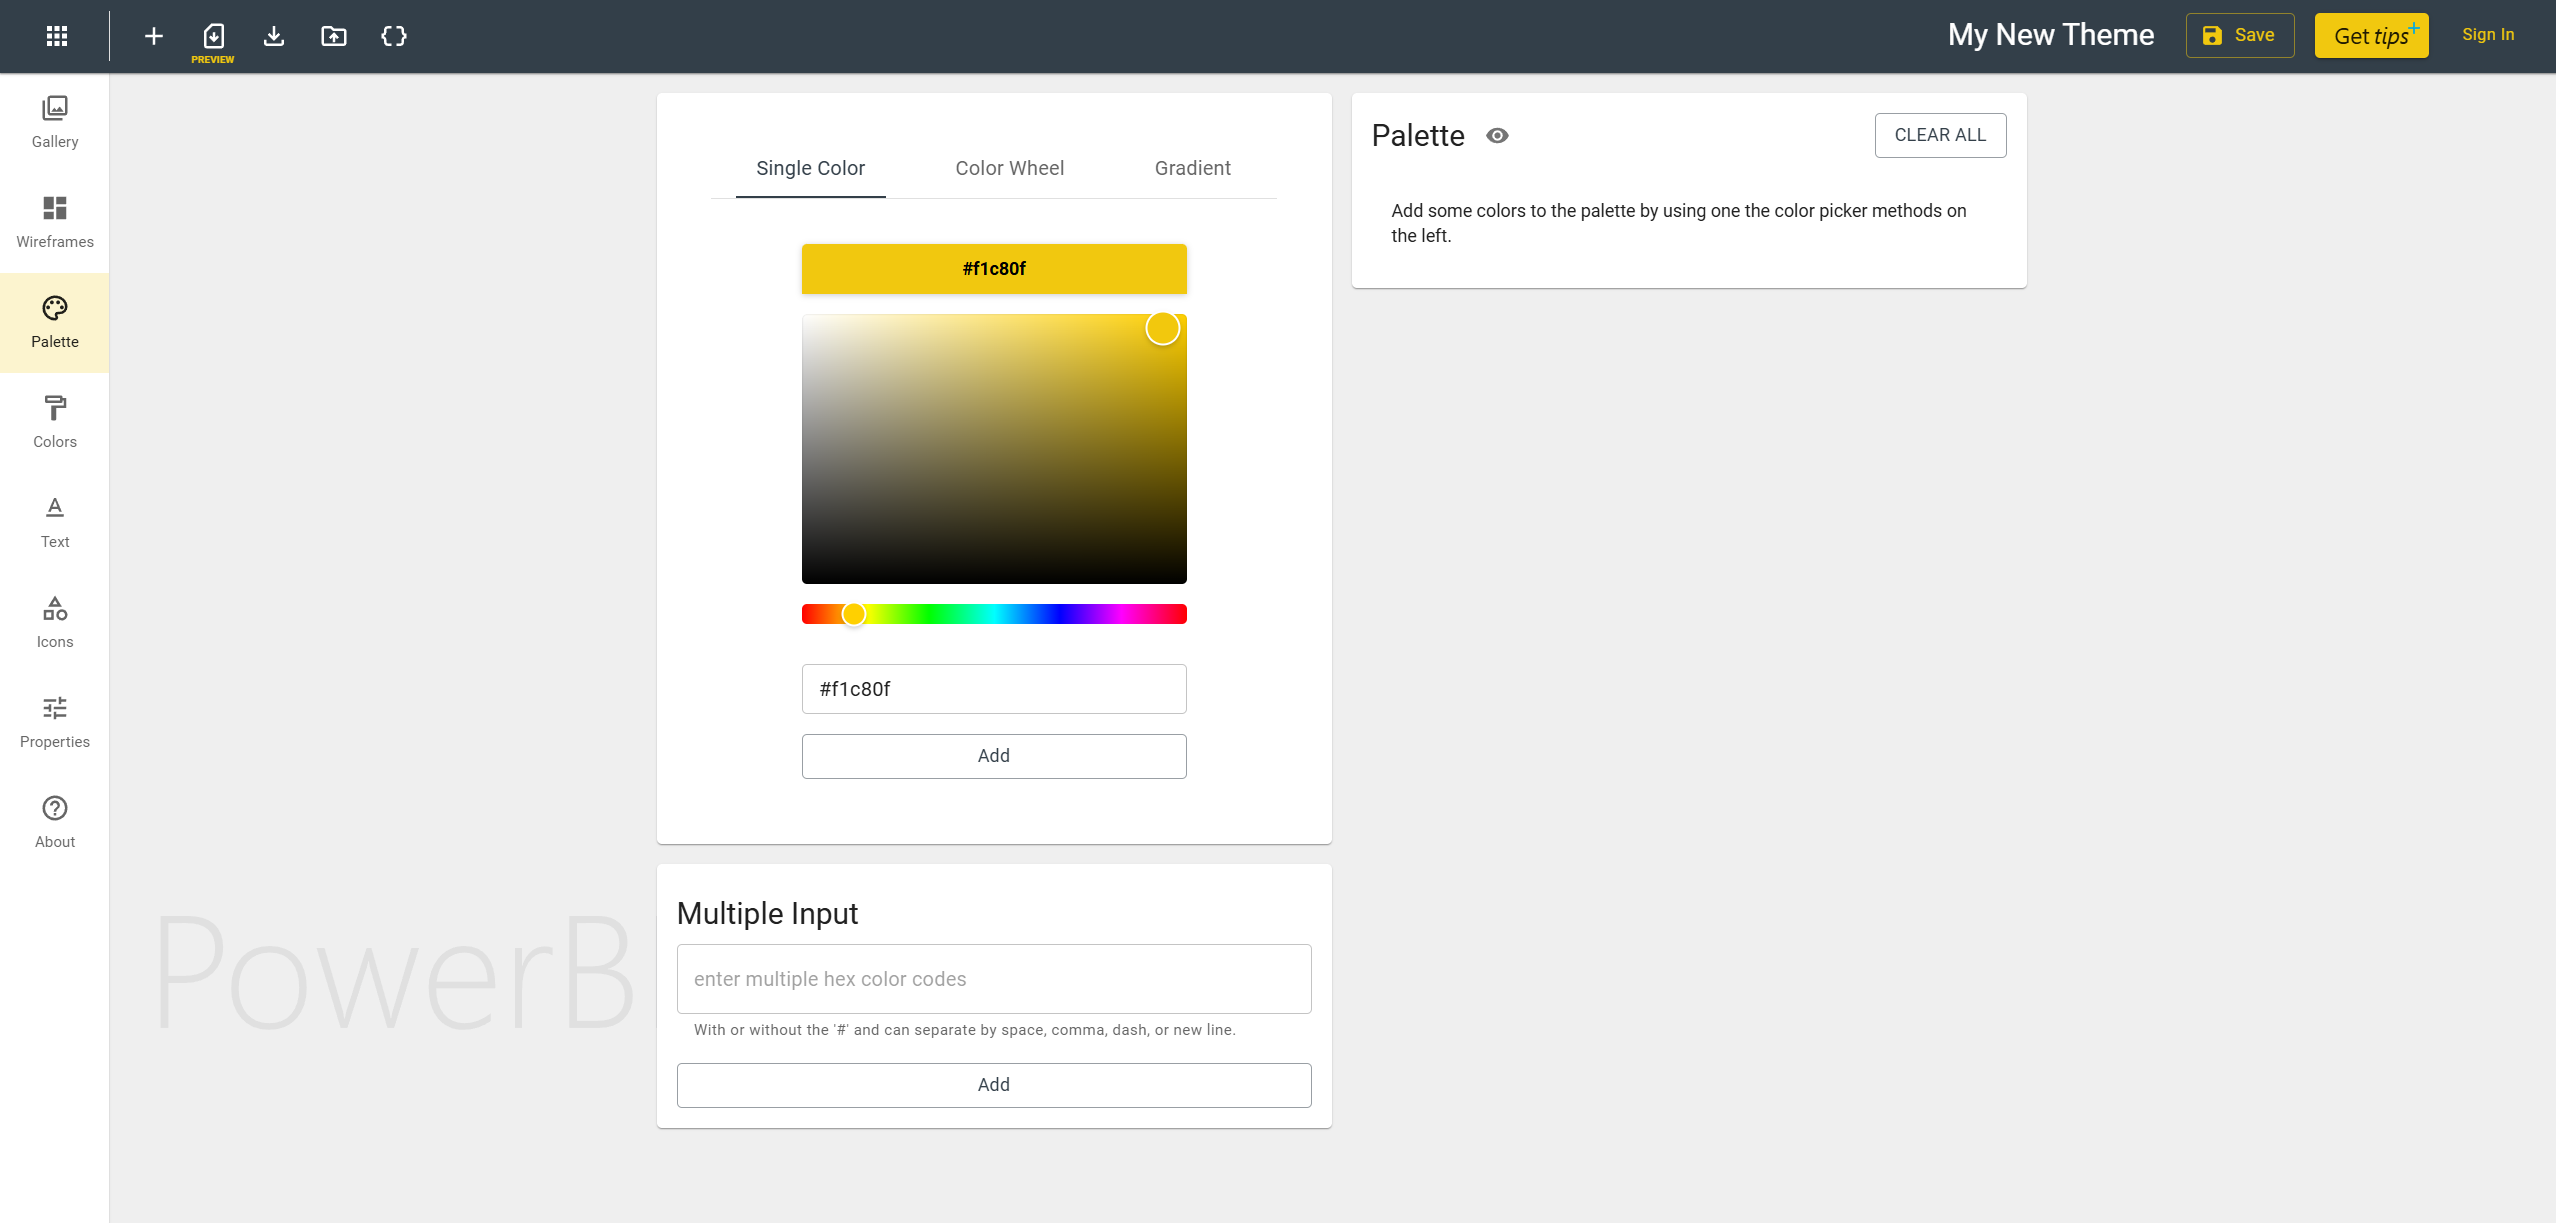 PREVIEW
My New Theme
Save
Get tips+
Sign In
Gallery
Wireframes
Palette
Colors
Text
Icons
Properties
About
Single Color
Color Wheel
Gradient
#f1c80f
#f1c80f
Add
Multiple Input
enter multiple hex color codes
With or without the '#' and can separate by space, comma, dash, or new line.
Add
Palette
CLEAR ALL
Add some colors to the palette by using one the color picker methods on
the left.
PowerB